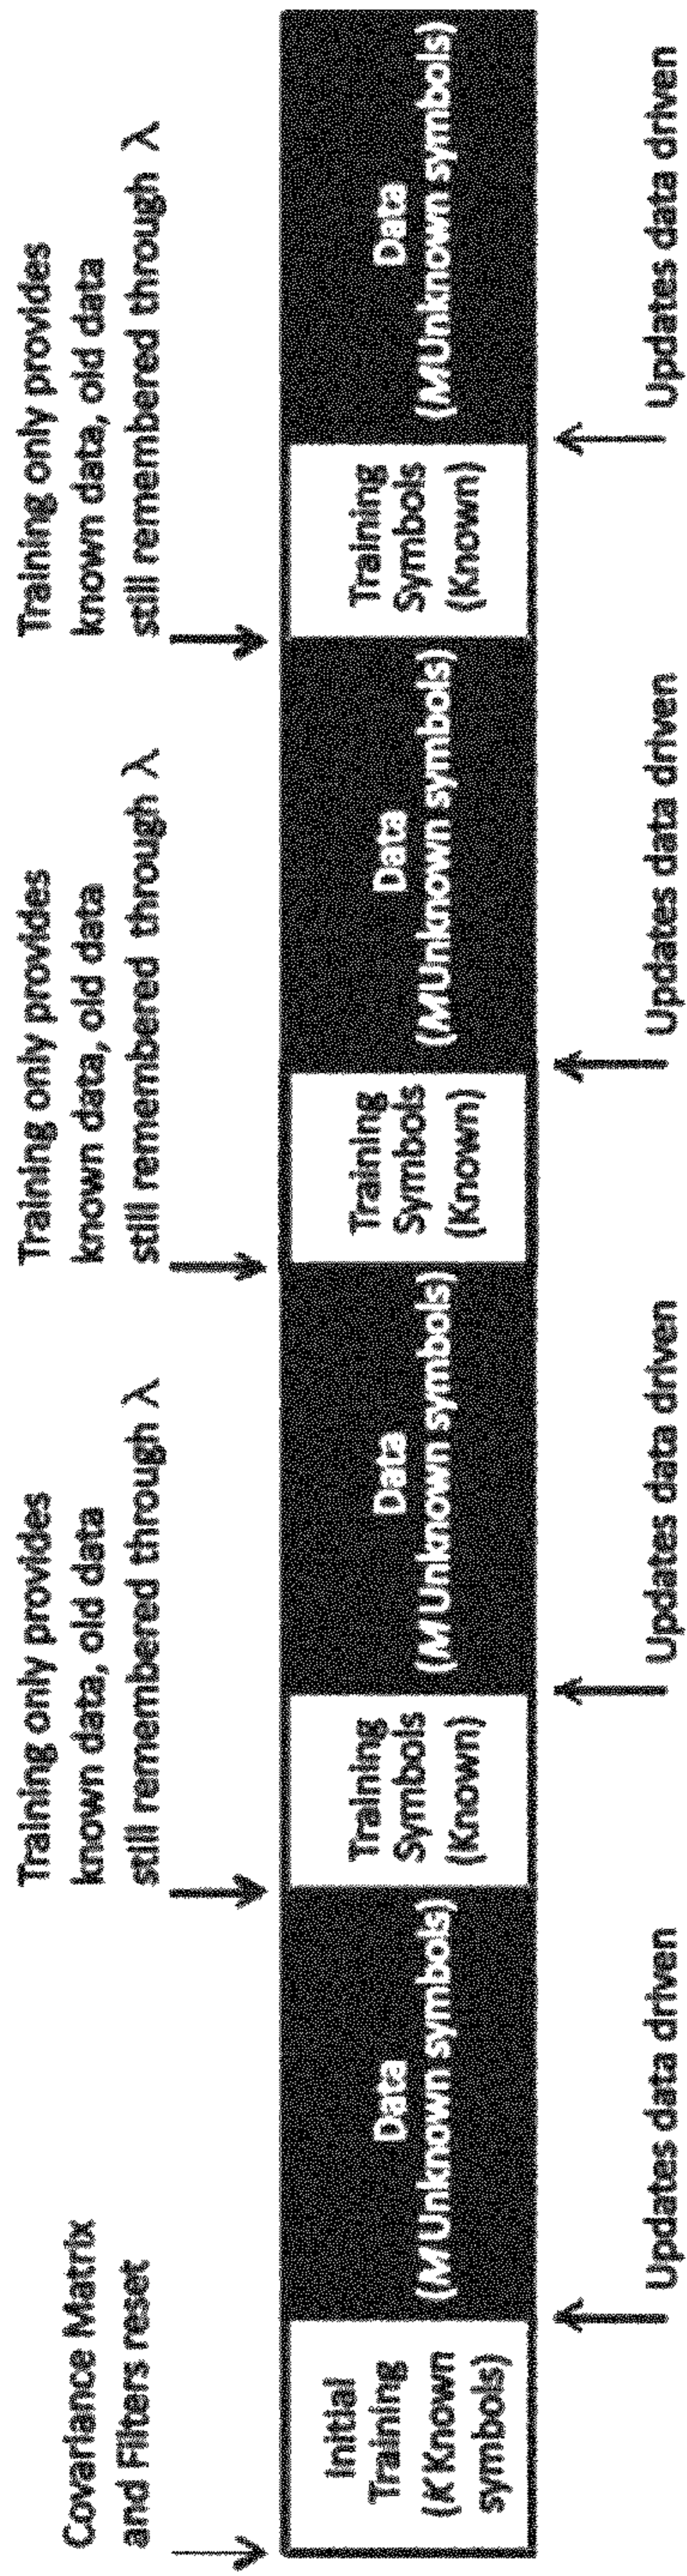 Covariance Matrix
and Filters reset
Training only provides
known data, old data
still remembered through λ
Training only provides
known data, old data
still remembered through λ
Training only provides
known data, old data
still remembered through λ
Initial
Training
(K Known
symbols)
Data
(M Unknown symbols)
Training
Symbols
(Known)
Data
(M Unknown symbols)
Training
Symbols
(Known)
Data
(MUnknown symbols)
Training
Symbols
(Known)
Data
(MUnknown symbols)
Updates data driven
Updates data driven
Updates data driven
Updates data driven